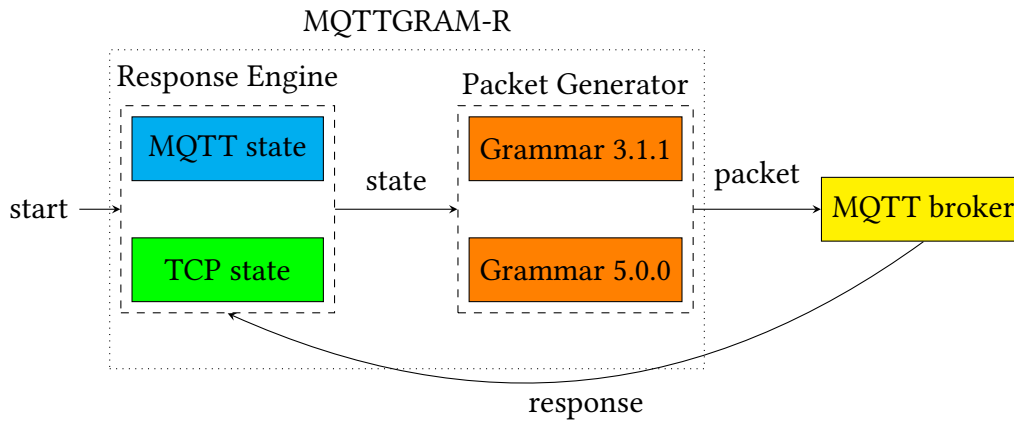 MQTTGRAM-R
Response Engine
Packet Generator
MQTT state
Grammar 3.1.1
start
state
packet
MQTT broker
TCP state
Grammar 5.0.0
response